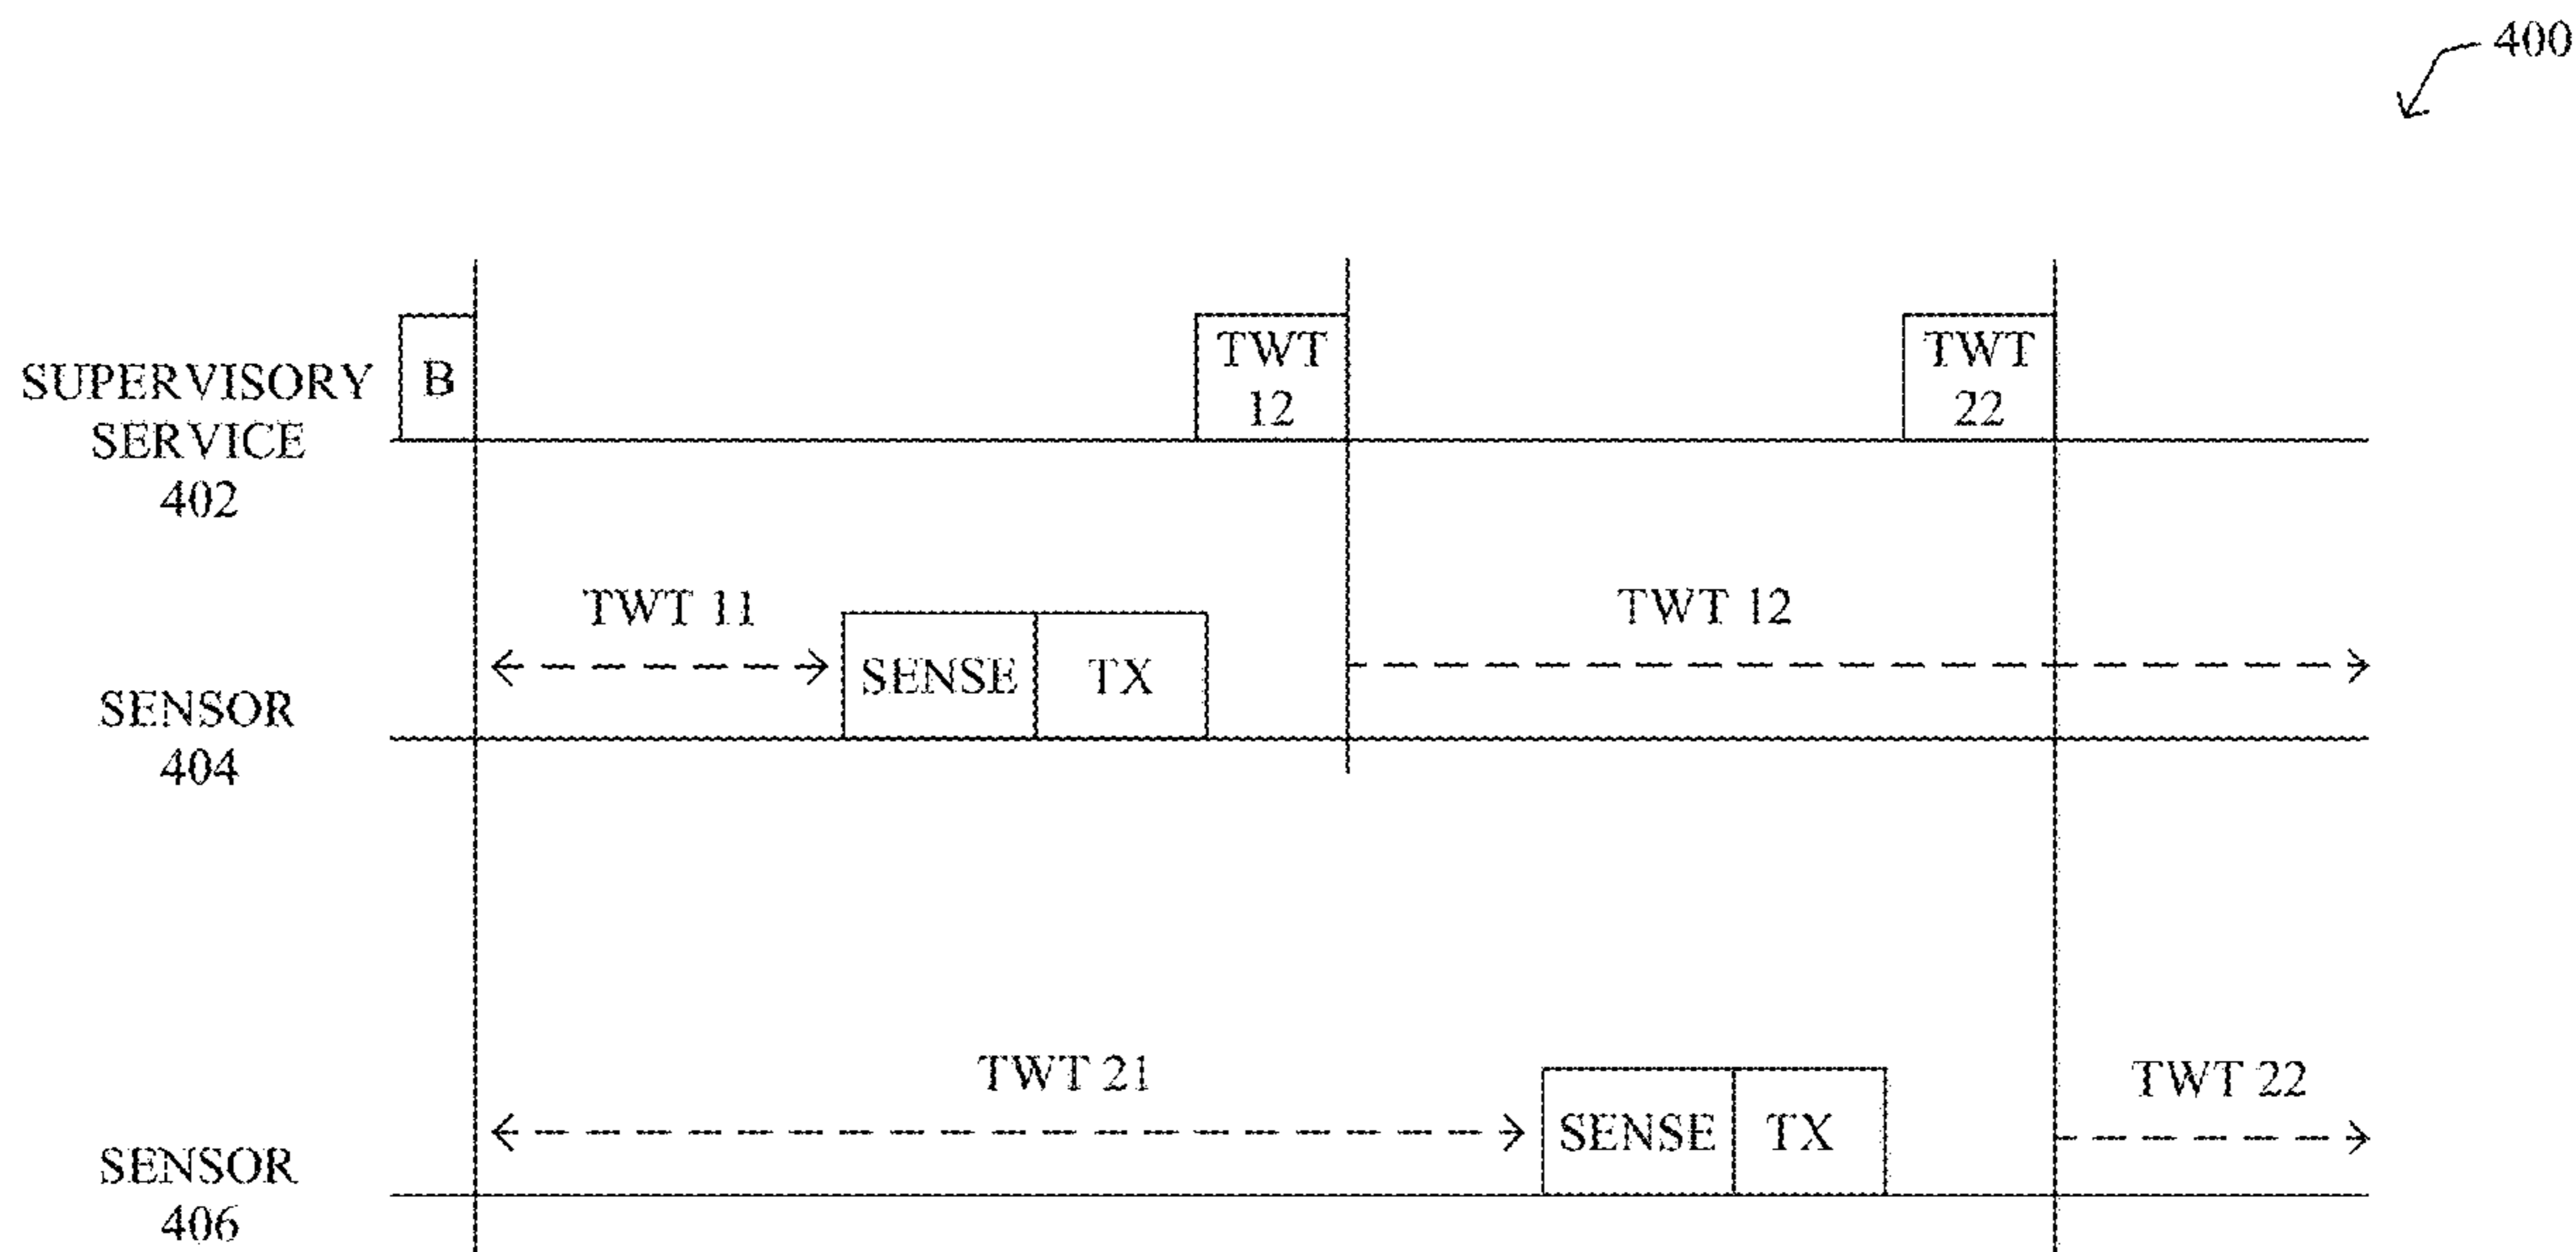 400
SUPERVISORY
SERVICE
402
B
TWT
12
TWT
22
SENSOR
404
TWT 11
SENSE
TX
TWT 12
SENSOR
406
TWT 21
SENSE
TX
TWT 22